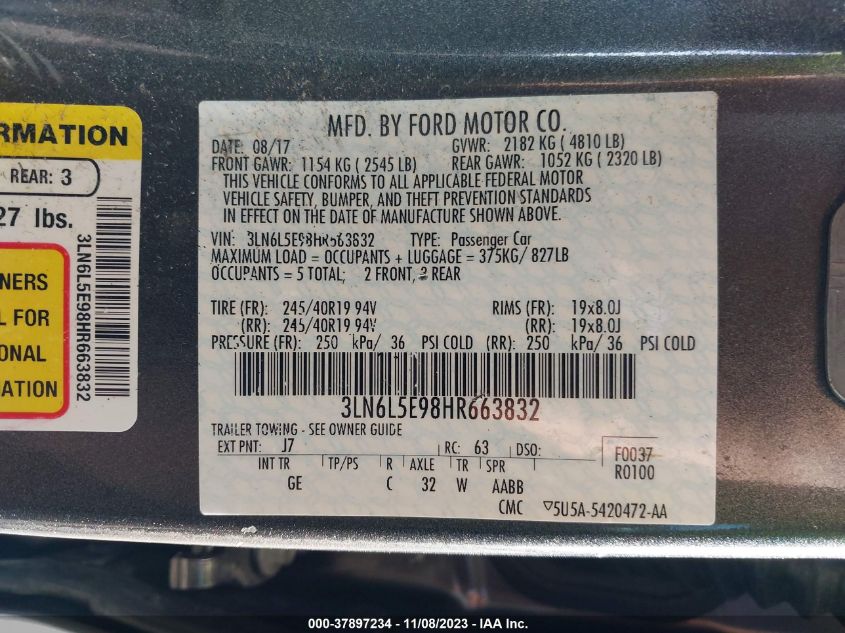 RMATION
REAR: 3
27 lbs.
NERS
L FOR
ONAL
MATION
3LN6L5E98HR663832
MFD. BY FORD MOTOR CO.
DATE: 08/17 GVWR: 2182 KG ( 4810 LB)
FRONT GAWR: 1154 KG ( 2545 LB) REAR GAWR: 1052 KG ( 2320 LB)
THIS VEHICLE CONFORMS TO ALL APPLICABLE FEDERAL MOTOR
VEHICLE SAFETY, BUMPER, AND THEFT PREVENTION STANDARDS
IN EFFECT ON THE DATE OF MANUFACTURE SHOWN ABOVE.
VIN: 3LN6L5E98HR663832 TYPE: Passenger Car
MAXIMUM LOAD = OCCUPANTS + LUGGAGE = 375KG/ 827LB
OCCUPANTS = 5 TOTAL; 2 FRONT, 3 REAR
TIRE (FR): 245/40R19 94V RIMS (FR): 19x8.0J
(RR): 245/40R19 94V (RR): 19x8.0J
PRESSURE (FR): 250 kPa/ 36 PSI COLD (RR): 250 kPa/ 36 PSI COLD
3LN6L5E98HR663832
TRAILER TOWING - SEE OWNER GUIDE
EXT PNT: J7 RC: 63 DSO: F0037
R0100
INT TR TP/PS R AXLE TR SPR
GE C 32 W AABB
CMC ▽5U5A-5420472-AA
000-37897234 - 11/08/2023 - IAA Inc.